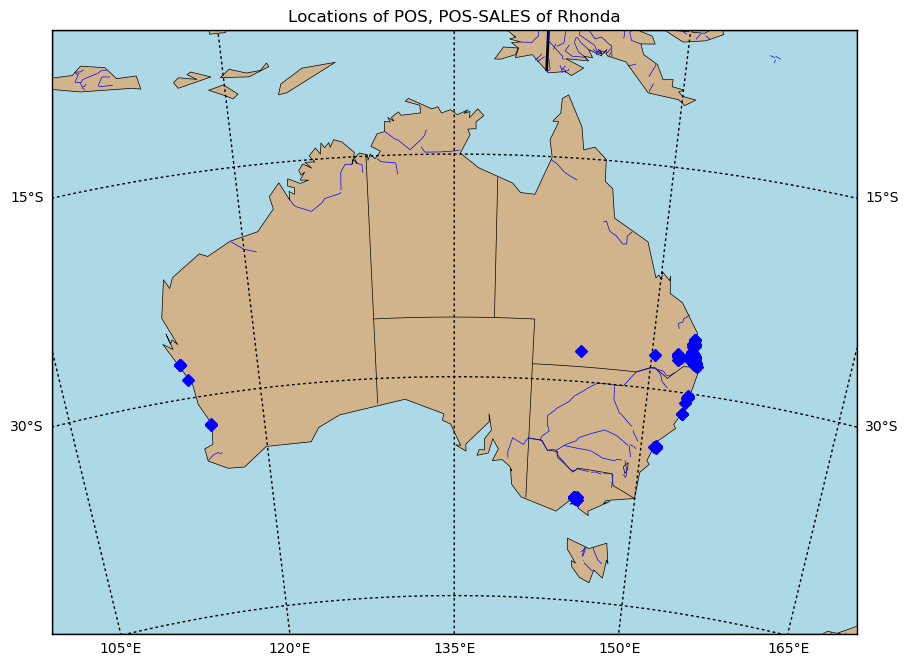 Locations of POS, POS-SALES of Rhonda
15°S
15°S
30°S
30°S
105°E
120°E
135°E
150°E
165°E